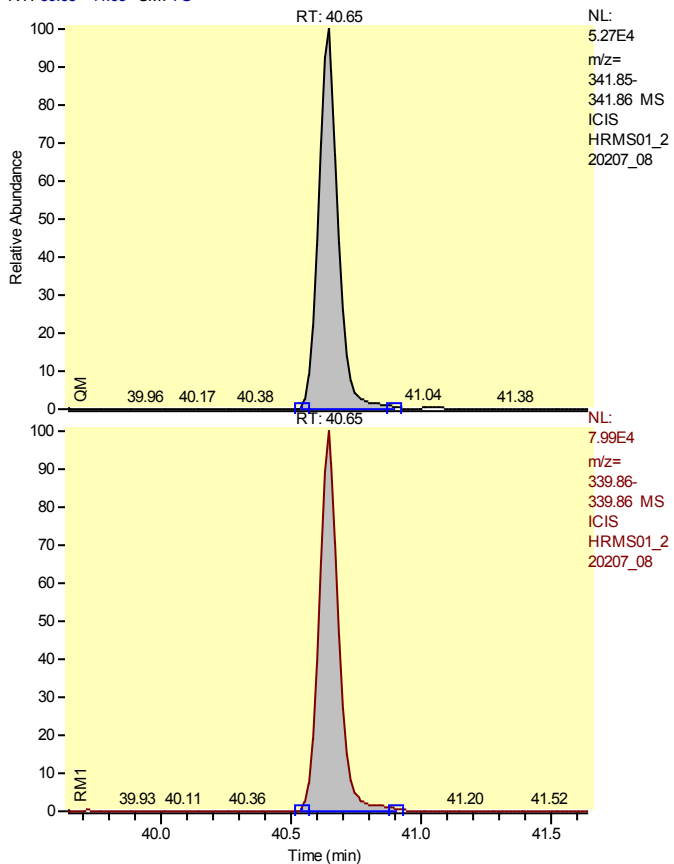 RT: 40.65
NL:
5.27E4
m/z=
341.85-
341.86 MS
ICIS
HRMS01_2
20207_08
100
90
80
70
60
50
40
30
20
10
0
Relative Abundance
QM
39.96 40.17 40.38 41.04 41.38
RT: 40.65
NL:
7.99E4
m/z=
339.86-
339.86 MS
ICIS
HRMS01_2
20207_08
100
90
80
70
60
50
40
30
20
10
0
RM1
39.93 40.11 40.36 41.20 41.52
40.0 40.5 41.0 41.5
Time (min)